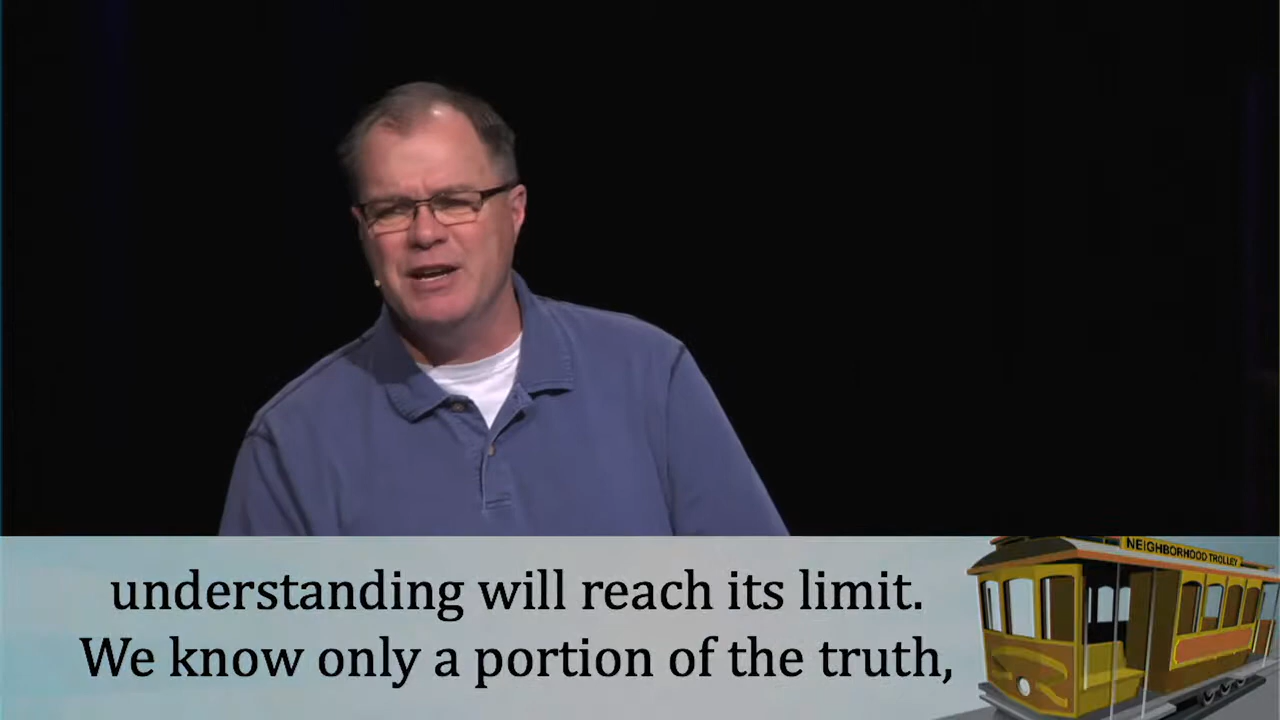 NEIGHBORHOOD TROLLEY
understanding will reach its limit.
We know only a portion of the truth,